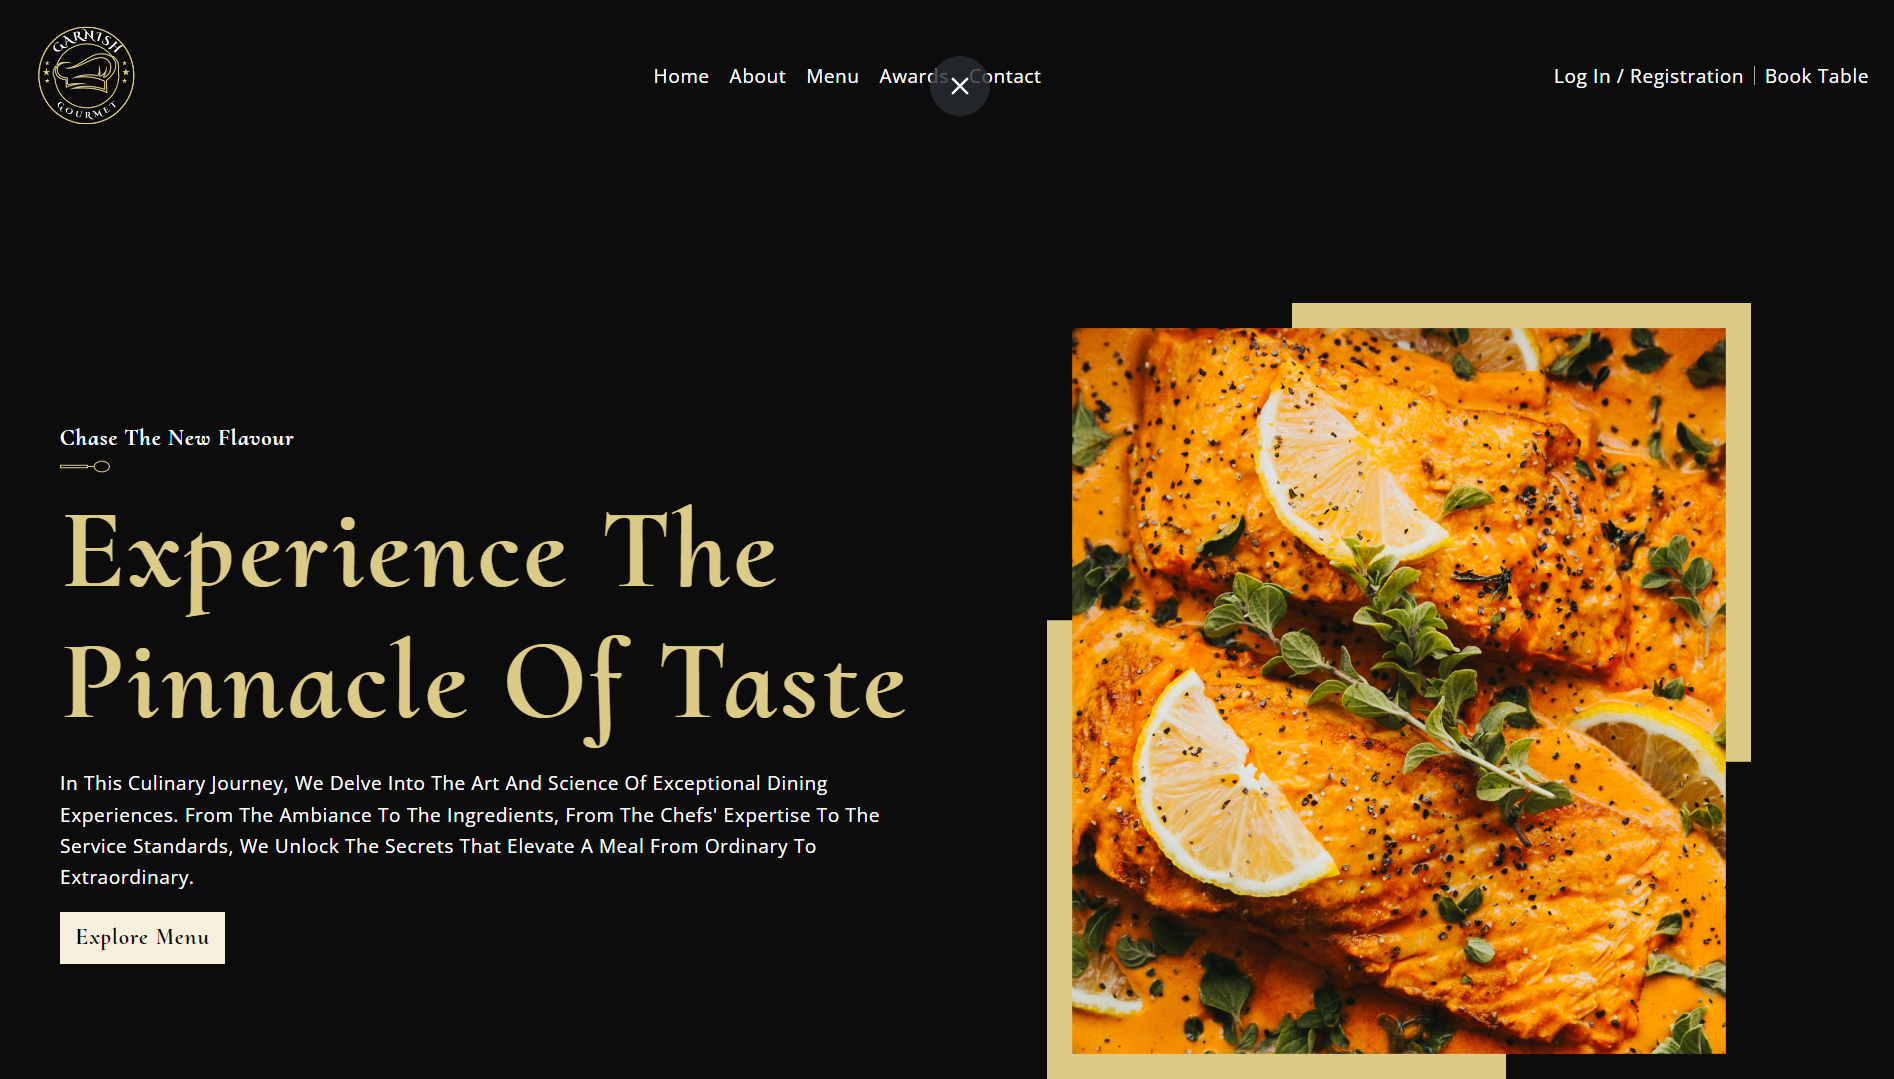 GARNISH
GOURMET
Home About Menu Awards Contact
Log In / Registration | Book Table
Chase The New Flavour
Experience The
Pinnacle Of Taste
In This Culinary Journey, We Delve Into The Art And Science Of Exceptional Dining
Experiences. From The Ambiance To The Ingredients, From The Chefs' Expertise To The
Service Standards, We Unlock The Secrets That Elevate A Meal From Ordinary To
Extraordinary.
Explore Menu